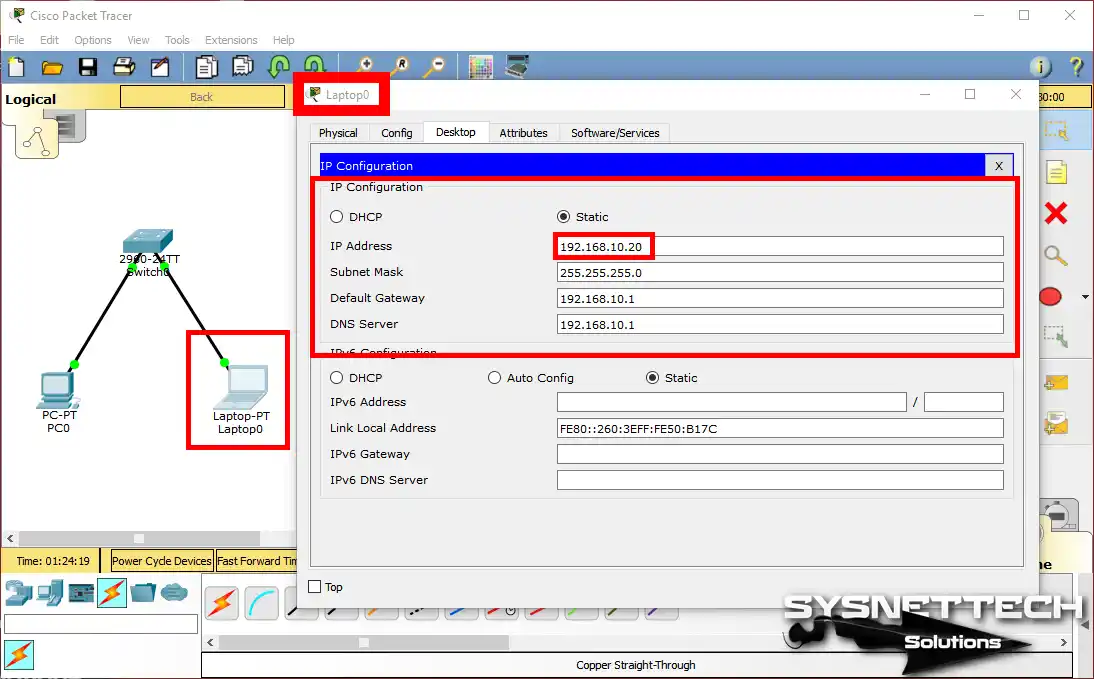 Cisco Packet Tracer
File Edit Options View Tools Extensions Help
i ?
R
Logical
Back
30:00
Laptop0
Physical Config Desktop Attributes Software/Services
IP Configuration X
IP Configuration
DHCP Static
IP Address 192.168.10.20
Subnet Mask 255.255.255.0
Default Gateway 192.168.10.1
DNS Server 192.168.10.1
IPv6 Configuration
DHCP Auto Config Static
IPv6 Address /
Link Local Address FE80::260:3EFF:FE50:B17C
IPv6 Gateway
IPv6 DNS Server
Top
2960-24TT
Switch0
PC-PT
PC0
Laptop-PT
Laptop0
Time: 01:24:19 Power Cycle Devices Fast Forward Tim
me
Copper Straight-Through
SYSNETTECH
Solutions